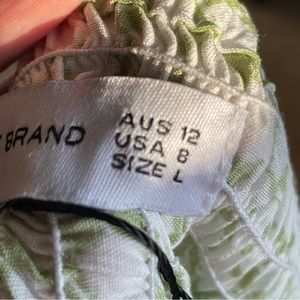 BRAND
AUS 12
USA 8
SIZE L